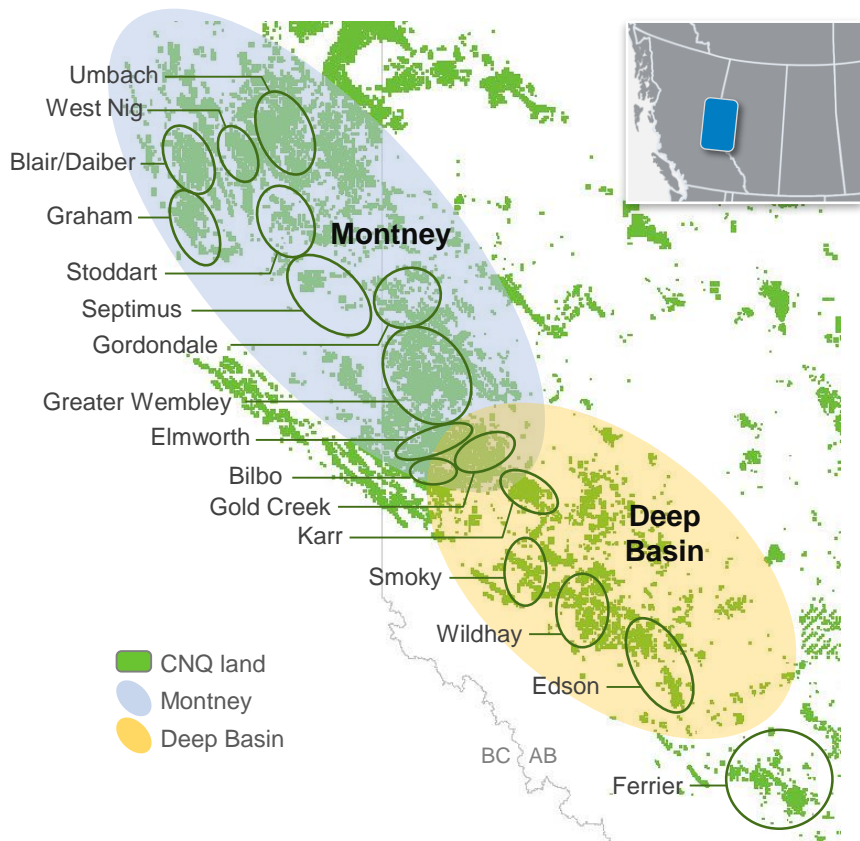 Umbach
West Nig
Blair/Daiber
Graham
Montney
Stoddart
Septimus
Gordondale
Greater Wembley
Elmworth
Bilbo
Gold Creek
Karr
Deep
Basin
Smoky
Wildhay
Edson
CNQ land
Montney
Deep Basin
BC
AB
Ferrier